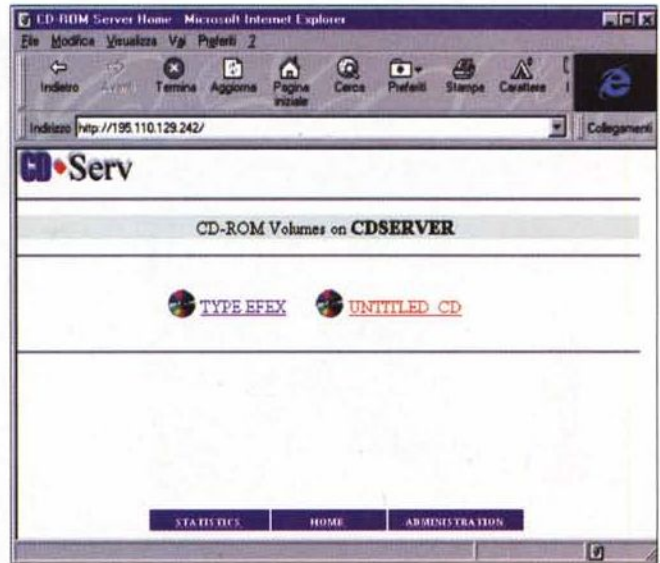 CD-ROM Server Home - Microsoft Internet Explorer
File Modifica Visualizza Vai Preferiti ?
Indietro Avanti Termina Aggiorna Pagina iniziale Cerca Preferiti Stampa Carattere
Indirizzo http://195.110.129.242/ Collegamenti
CD Serv
CD-ROM Volumes on CDSERVER
TYPE EFEX UNTITLED_CD
STATISTICS HOME ADMINISTRATION